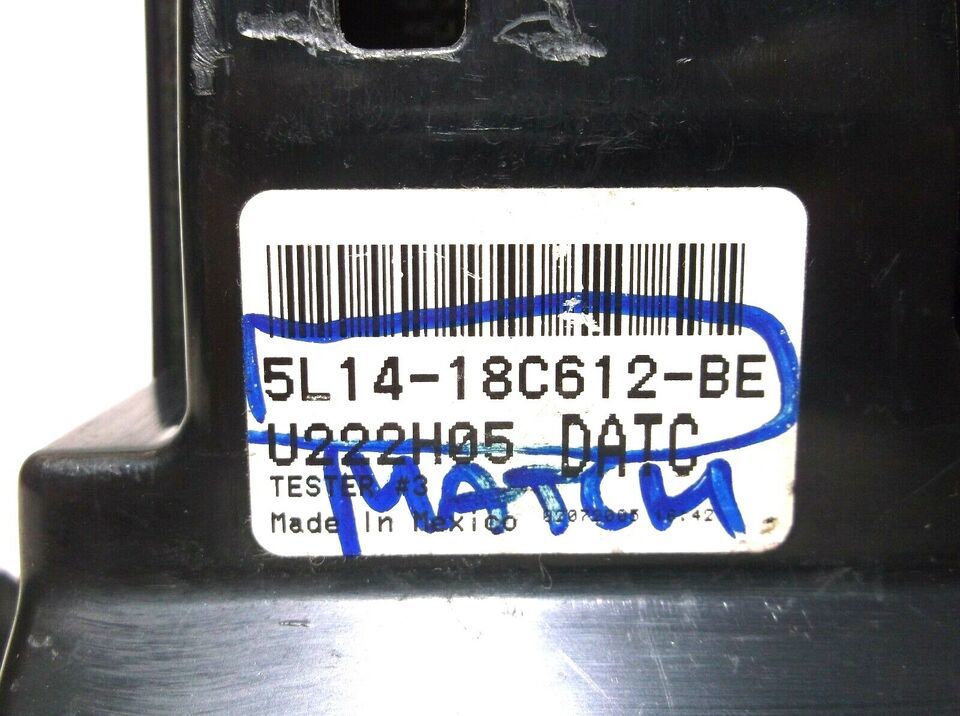 5L14-18C612-BE
U222H05 DATC
TESTER #3
Made In Mexico
MATCH